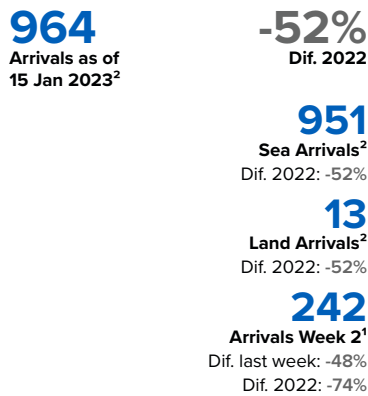 964
Arrivals as of
15 Jan 2023²
-52%
Dif. 2022
951
Sea Arrivals²
Dif. 2022: -52%
13
Land Arrivals²
Dif. 2022: -52%
242
Arrivals Week 2¹
Dif. last week: -48%
Dif. 2022: -74%